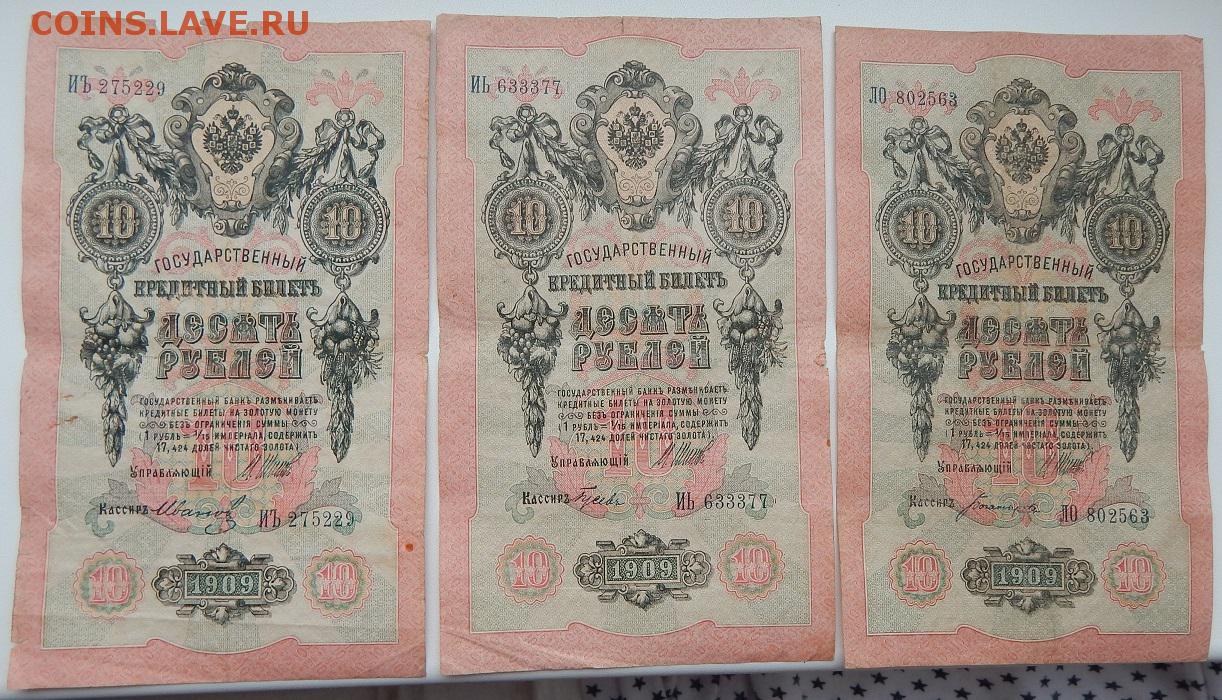 COINS.LAVE.RU
ИЪ 275229
10 10
ГОСУДАРСТВЕННЫЙ
КРЕДИТНЫЙ БИЛЕТЪ
ДЕСЯТЬ
РУБЛЕЙ
ГОСУДАРСТВЕННЫЙ БАНКЪ РАЗМѢНИВАЕТЪ
КРЕДИТНЫЕ БИЛЕТЫ НА ЗОЛОТУЮ МОНЕТУ
БЕЗЪ ОГРАНИЧЕНІЯ СУММЫ
(1 РУБЛЬ = 1/15 ИМПЕРІАЛА, СОДЕРЖИТЪ
17,424 ДОЛЕЙ ЧИСТАГО ЗОЛОТА).
УПРАВЛЯЮЩІЙ
КАССИРЪ Иванов
ИЪ 275229
10 1909 10
ИЬ 633377
10 10
ГОСУДАРСТВЕННЫЙ
КРЕДИТНЫЙ БИЛЕТЪ
ДЕСЯТЬ
РУБЛЕЙ
ГОСУДАРСТВЕННЫЙ БАНКЪ РАЗМѢНИВАЕТЪ
КРЕДИТНЫЕ БИЛЕТЫ НА ЗОЛОТУЮ МОНЕТУ
БЕЗЪ ОГРАНИЧЕНІЯ СУММЫ
(1 РУБЛЬ = 1/15 ИМПЕРІАЛА, СОДЕРЖИТЪ
17,424 ДОЛЕЙ ЧИСТАГО ЗОЛОТА).
УПРАВЛЯЮЩІЙ
КАССИРЪ Гусевъ ИЬ 633377
10 1909 10
ЛО 802563
10 10
ГОСУДАРСТВЕННЫЙ
КРЕДИТНЫЙ БИЛЕТЪ
ДЕСЯТЬ
РУБЛЕЙ
ГОСУДАРСТВЕННЫЙ БАНКЪ РАЗМѢНИВАЕТЪ
КРЕДИТНЫЕ БИЛЕТЫ НА ЗОЛОТУЮ МОНЕТУ
БЕЗЪ ОГРАНИЧЕНІЯ СУММЫ
(1 РУБЛЬ = 1/15 ИМПЕРІАЛА, СОДЕРЖИТЪ
17,424 ДОЛЕЙ ЧИСТАГО ЗОЛОТА).
УПРАВЛЯЮЩІЙ 10
КАССИРЪ ЛО 802563
10 1909 10